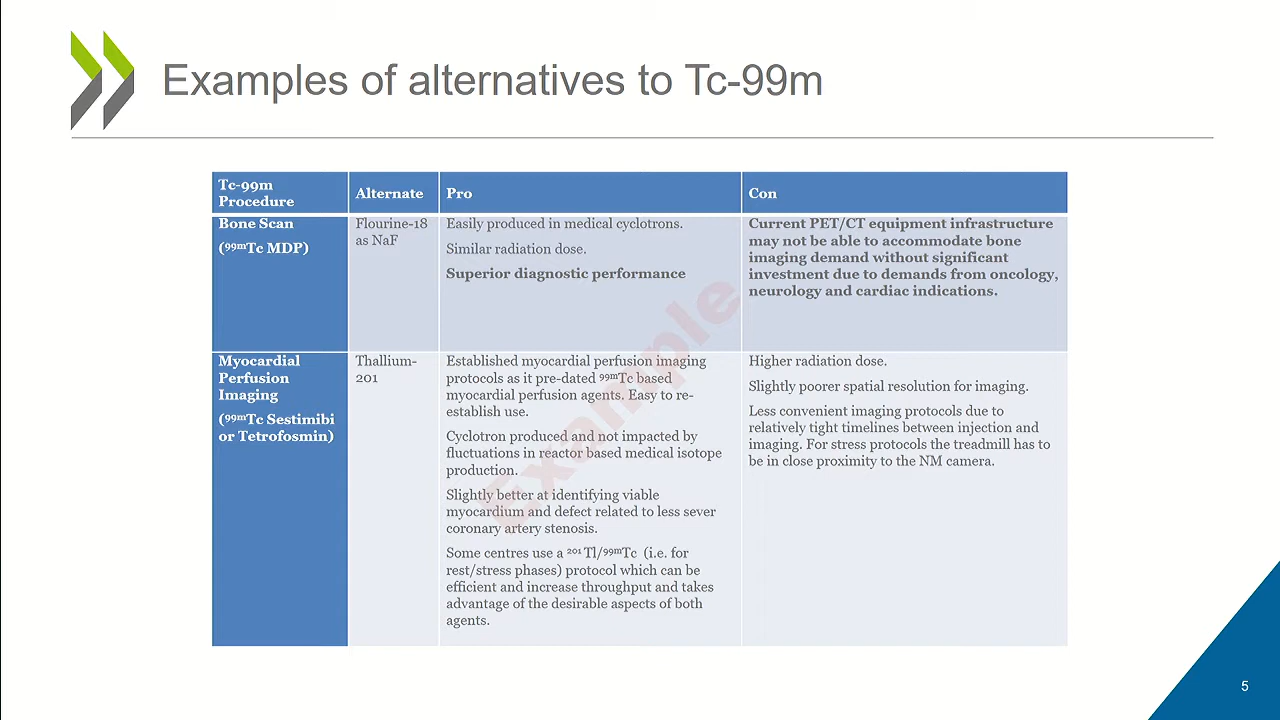 Examples of alternatives to Tc-99m
Tc-99m
Procedure
Alternate
Pro
Con
Bone Scan
(⁹⁹ᵐTc MDP)
Flourine-18
as NaF
Easily produced in medical cyclotrons.
Similar radiation dose.
Superior diagnostic performance
Current PET/CT equipment infrastructure
may not be able to accommodate bone
imaging demand without significant
investment due to demands from oncology,
neurology and cardiac indications.
Myocardial
Perfusion
Imaging
(⁹⁹ᵐTc Sestimibi
or Tetrofosmin)
Thallium-
201
Established myocardial perfusion imaging
protocols as it pre-dated ⁹⁹ᵐTc based
myocardial perfusion agents. Easy to re-
establish use.
Cyclotron produced and not impacted by
fluctuations in reactor based medical isotope
production.
Slightly better at identifying viable
myocardium and defect related to less sever
coronary artery stenosis.
Some centres use a ²⁰¹ Tl/⁹⁹ᵐTc (i.e. for
rest/stress phases) protocol which can be
efficient and increase throughput and takes
advantage of the desirable aspects of both
agents.
Higher radiation dose.
Slightly poorer spatial resolution for imaging.
Less convenient imaging protocols due to
relatively tight timelines between injection and
imaging. For stress protocols the treadmill has to
be in close proximity to the NM camera.
Example
5